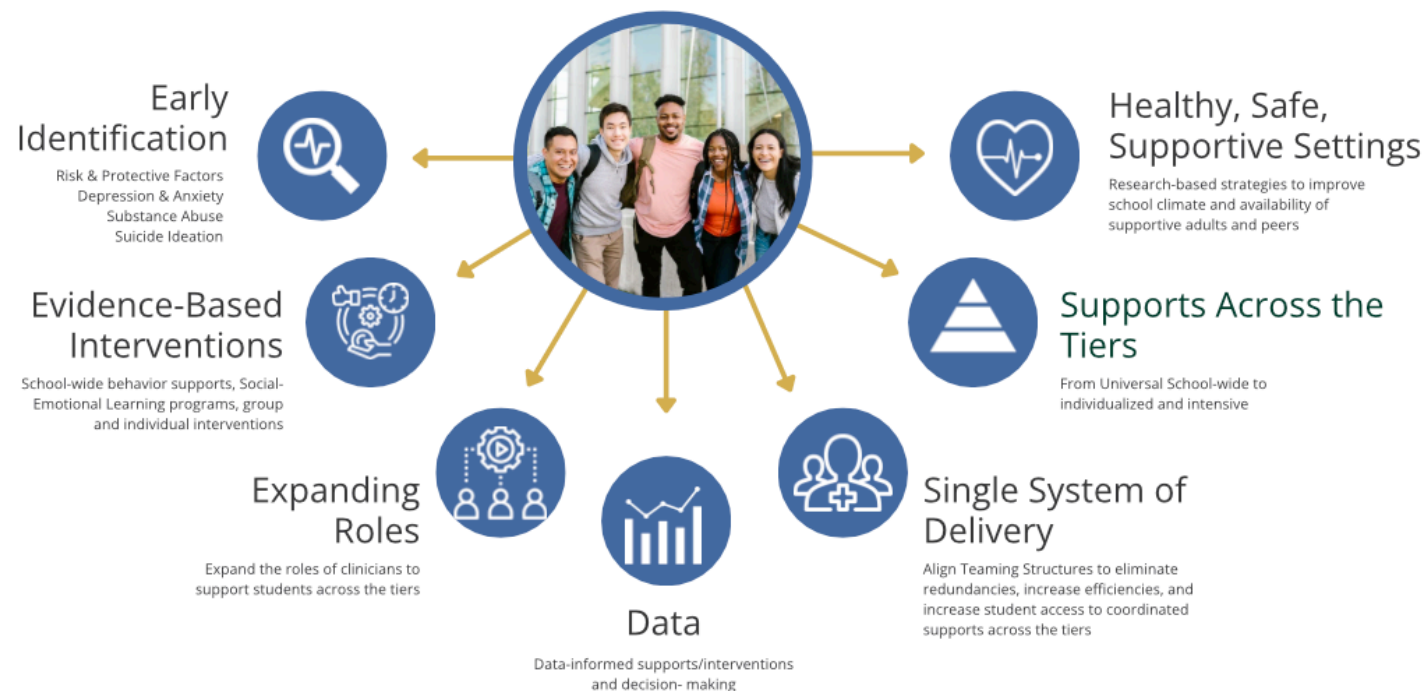 Early
Identification
Risk & Protective Factors
Depression & Anxiety
Substance Abuse
Suicide Ideation
Evidence-Based
Interventions
School-wide behavior supports, Social-
Emotional Learning programs, group
and individual interventions
Expanding
Roles
Expand the roles of clinicians to
support students across the tiers
Data
Data-informed supports/interventions
and decision- making
Single System of
Delivery
Align Teaming Structures to eliminate
redundancies, increase efficiencies, and
increase student access to coordinated
supports across the tiers
Supports Across the
Tiers
From Universal School-wide to
individualized and intensive
Healthy, Safe,
Supportive Settings
Research-based strategies to improve
school climate and availability of
supportive adults and peers